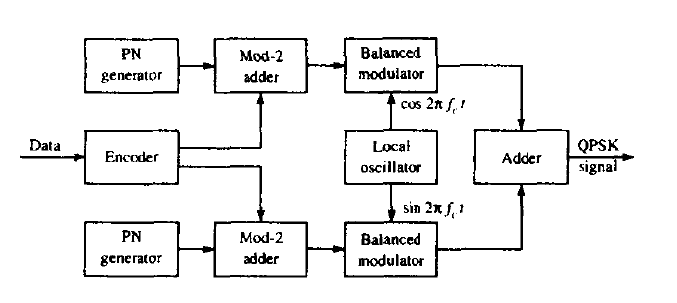 PN
generator
Mod-2
adder
Balanced
modulator
cos 2π f_c t
Data
Encoder
Local
oscillator
Adder
QPSK
signal
sin 2π f_c t
PN
generator
Mod-2
adder
Balanced
modulator